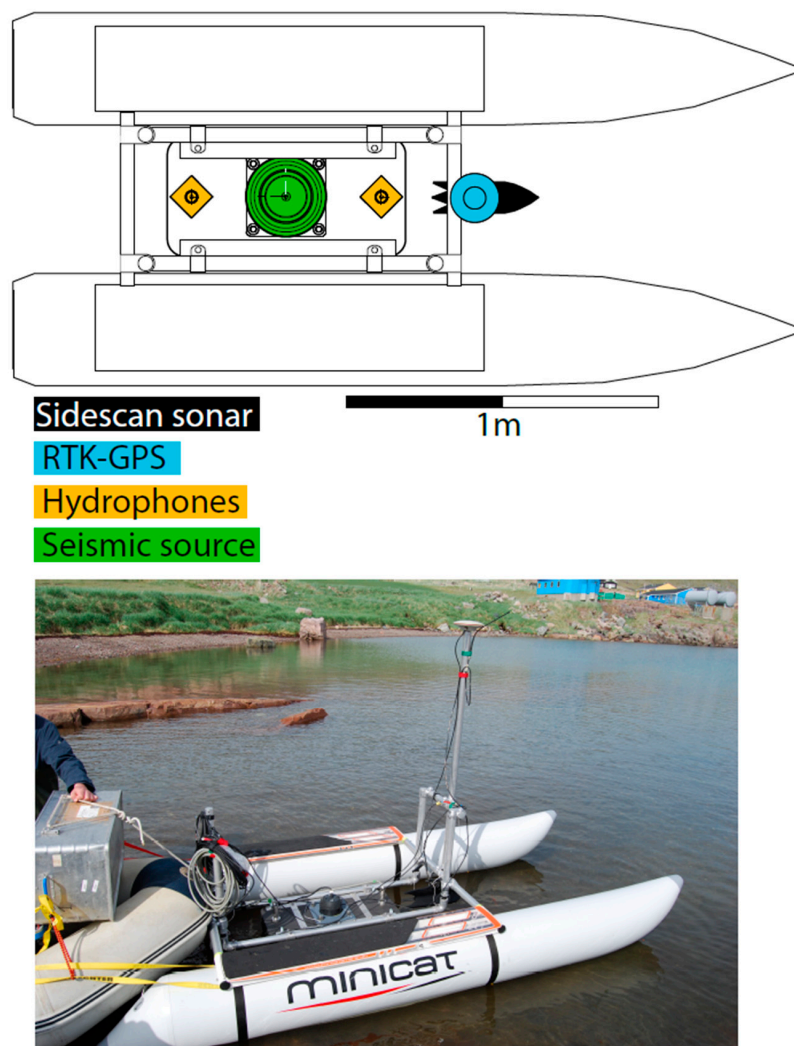 Sidescan sonar
1m
RTK-GPS
Hydrophones
Seismic source
minicat